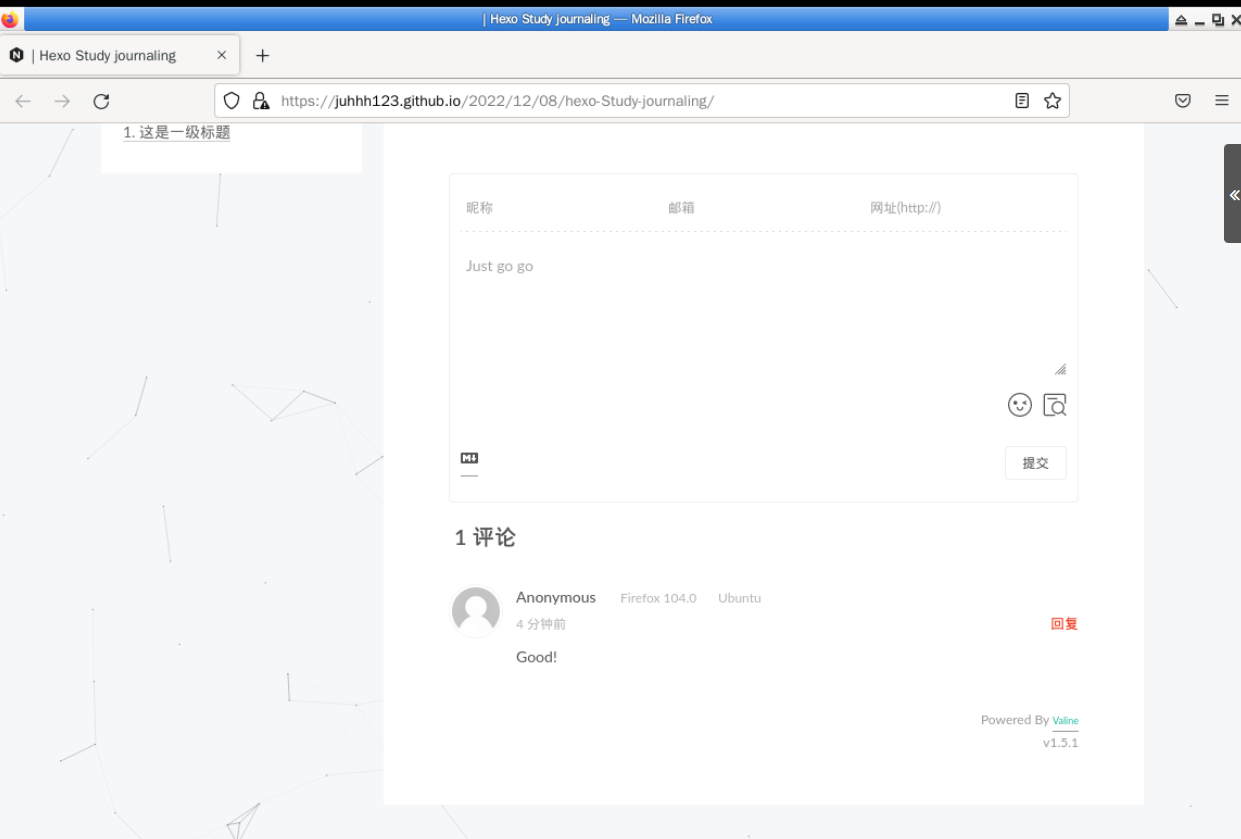 | Hexo Study journaling — Mozilla Firefox
| Hexo Study journaling
https://juhhh123.github.io/2022/12/08/hexo-Study-journaling/
1. 这是一级标题
昵称 邮箱 网址(http://)
Just go go
M
提交
1 评论
Anonymous Firefox 104.0 Ubuntu
4 分钟前 回复
Good!
Powered By Valine
v1.5.1